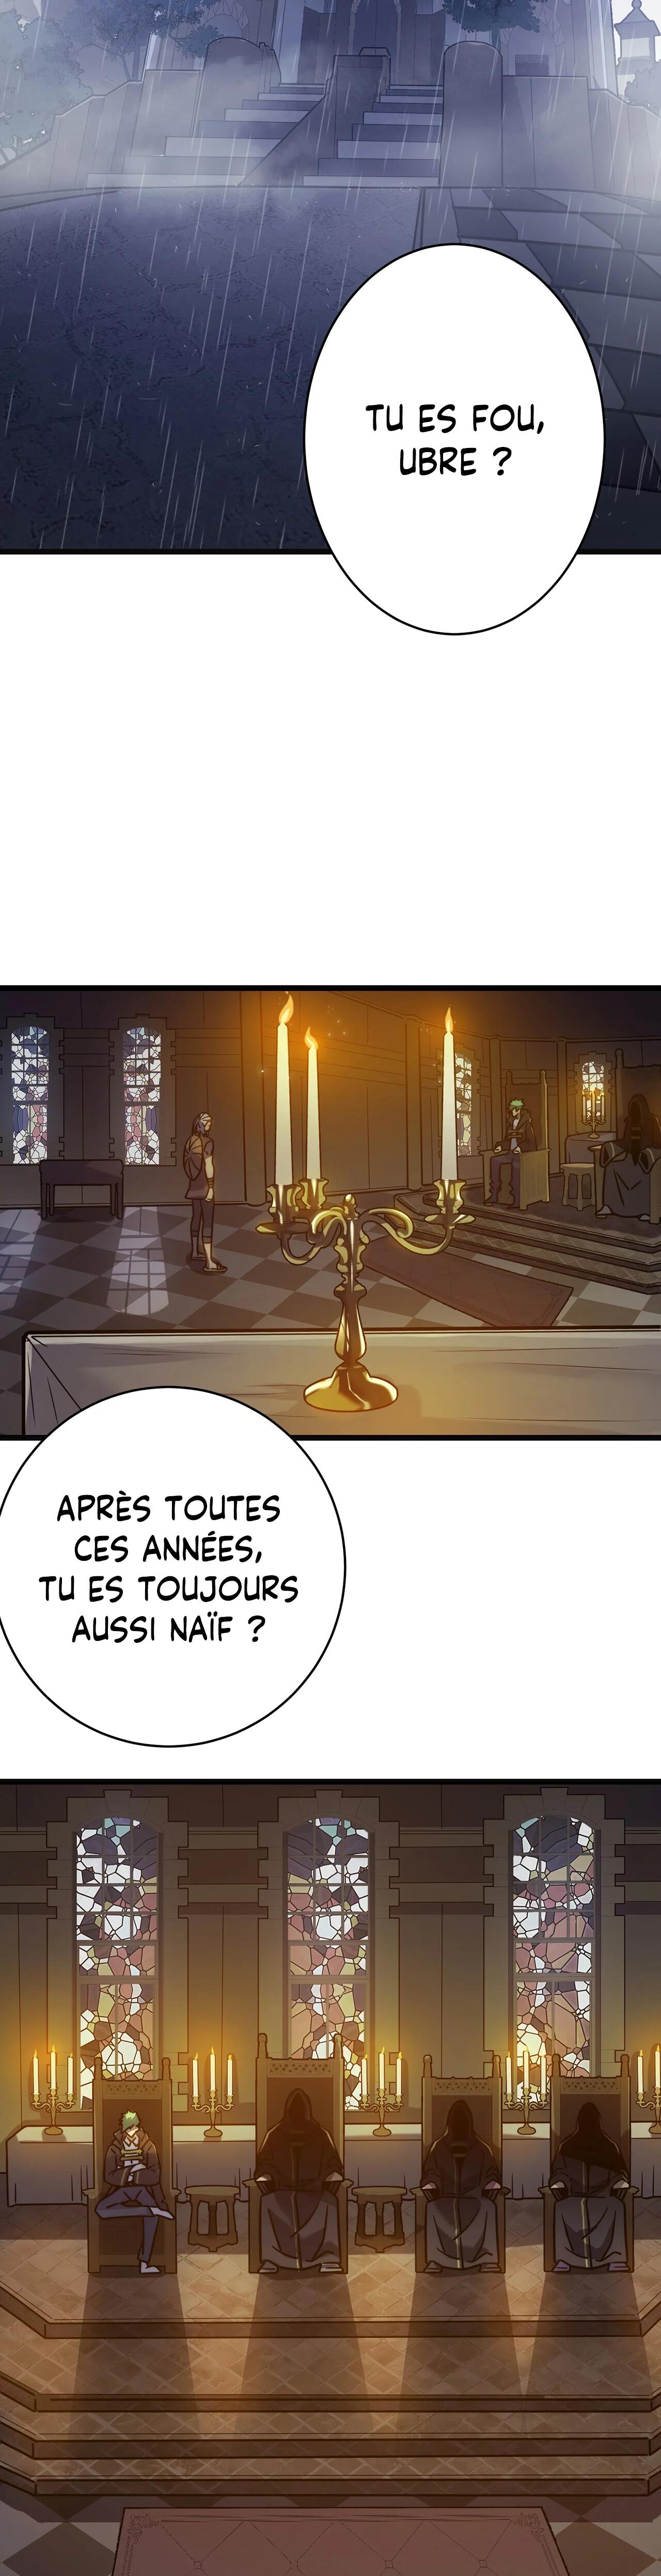 TU ES FOU,
UBRE ?
APRÈS TOUTES
CES ANNÉES,
TU ES TOUJOURS
AUSSI NAÏF ?